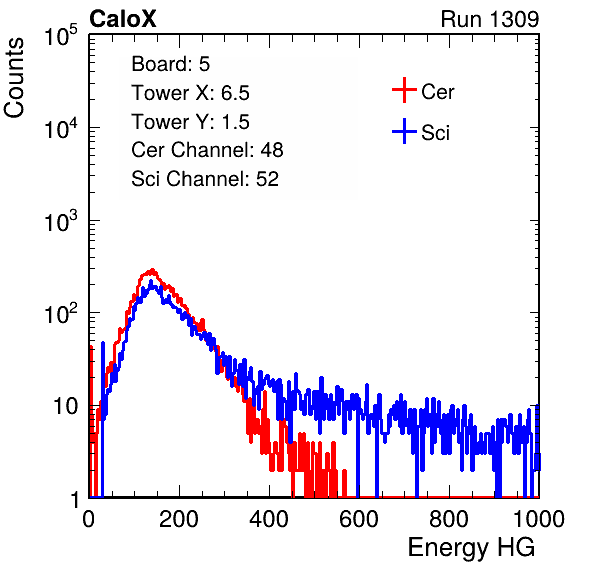 CaloX Run 1309
Counts
10^5
10^4
10^3
10^2
10
1
Board: 5
Tower X: 6.5
Tower Y: 1.5
Cer Channel: 48
Sci Channel: 52
Cer
Sci
0 200 400 600 800 1000
Energy HG